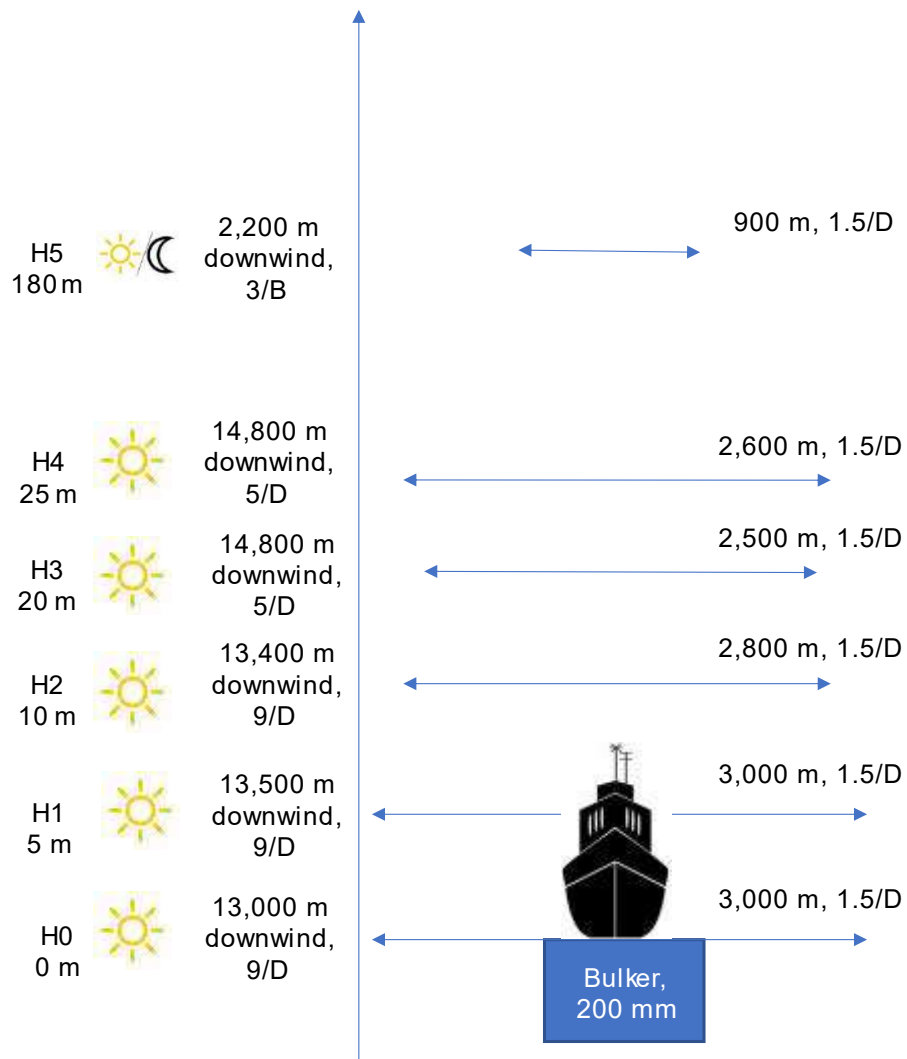 H5
180 m
2,200 m
downwind,
3/B
900 m, 1.5/D
H4
25 m
14,800 m
downwind,
5/D
2,600 m, 1.5/D
H3
20 m
14,800 m
downwind,
5/D
2,500 m, 1.5/D
H2
10 m
13,400 m
downwind,
9/D
2,800 m, 1.5/D
H1
5 m
13,500 m
downwind,
9/D
3,000 m, 1.5/D
H0
0 m
13,000 m
downwind,
9/D
3,000 m, 1.5/D
Bulker,
200 mm